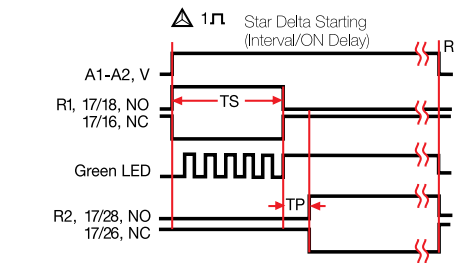 1 Star Delta Starting
(Interval/ON Delay)
R
A1-A2, V
R1, 17/18, NO
TS
17/16, NC
Green LED
TP
R2, 17/28, NO
17/26, NC